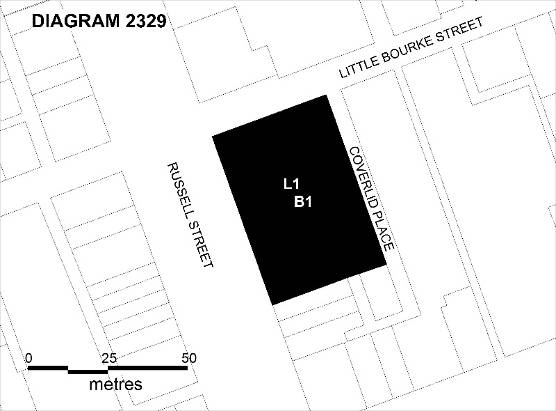 DIAGRAM 2329
LITTLE BOURKE STREET
COVERLID PLACE
L1
B1
RUSSELL STREET
0 25 50
metres